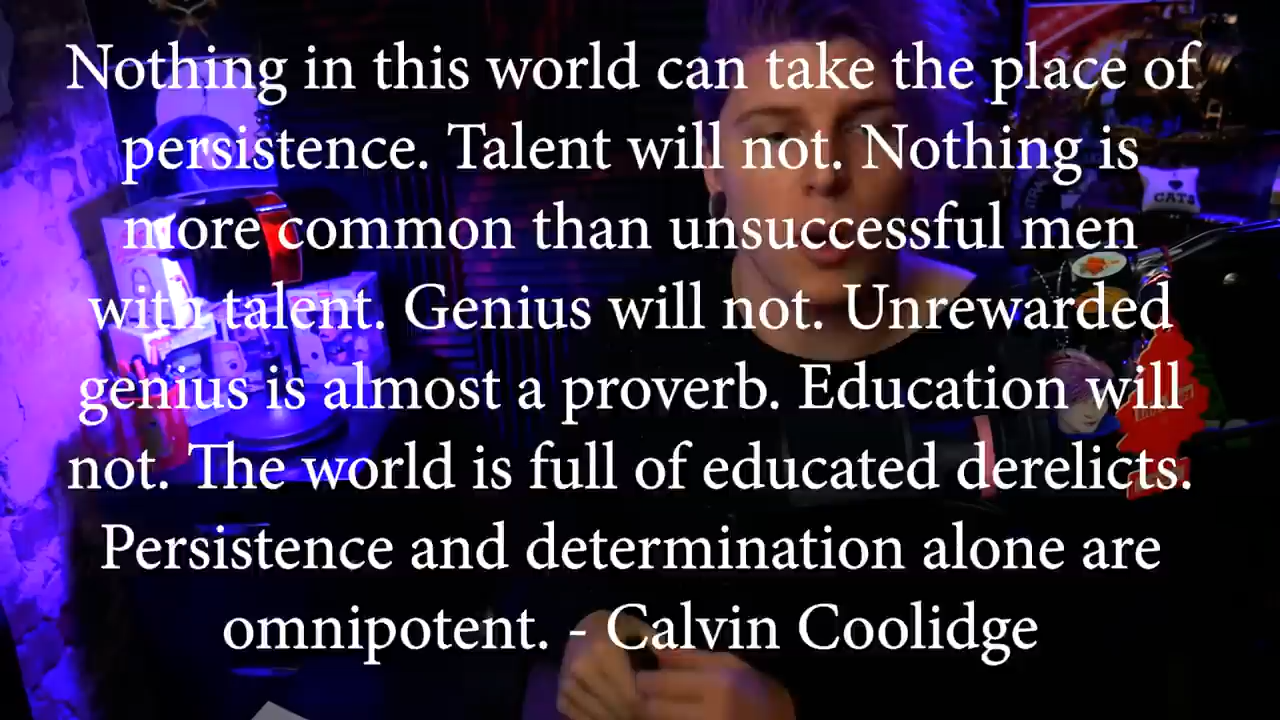 Nothing in this world can take the place of
persistence. Talent will not. Nothing is
more common than unsuccessful men
with talent. Genius will not. Unrewarded
genius is almost a proverb. Education will
not. The world is full of educated derelicts.
Persistence and determination alone are
omnipotent. - Calvin Coolidge
I ♥
CATS